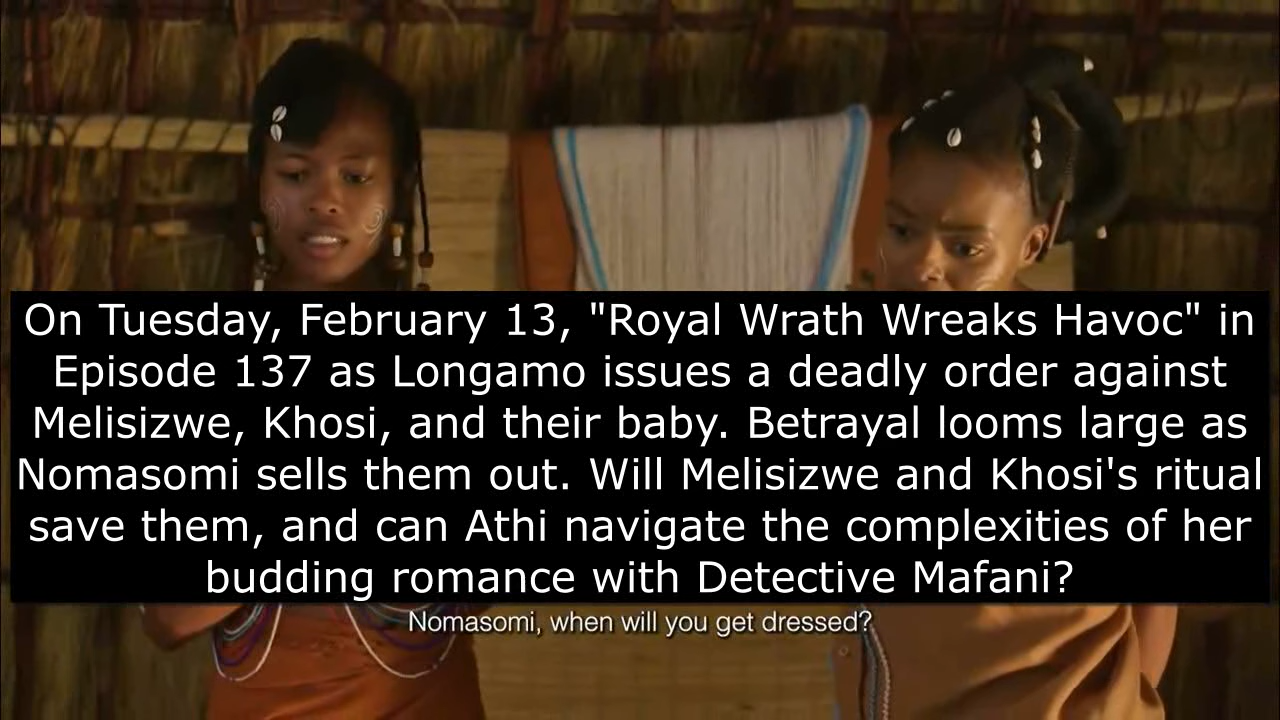 On Tuesday, February 13, "Royal Wrath Wreaks Havoc" in
Episode 137 as Longamo issues a deadly order against
Melisizwe, Khosi, and their baby. Betrayal looms large as
Nomasomi sells them out. Will Melisizwe and Khosi's ritual
save them, and can Athi navigate the complexities of her
budding romance with Detective Mafani?
Nomasomi, when will you get dressed?